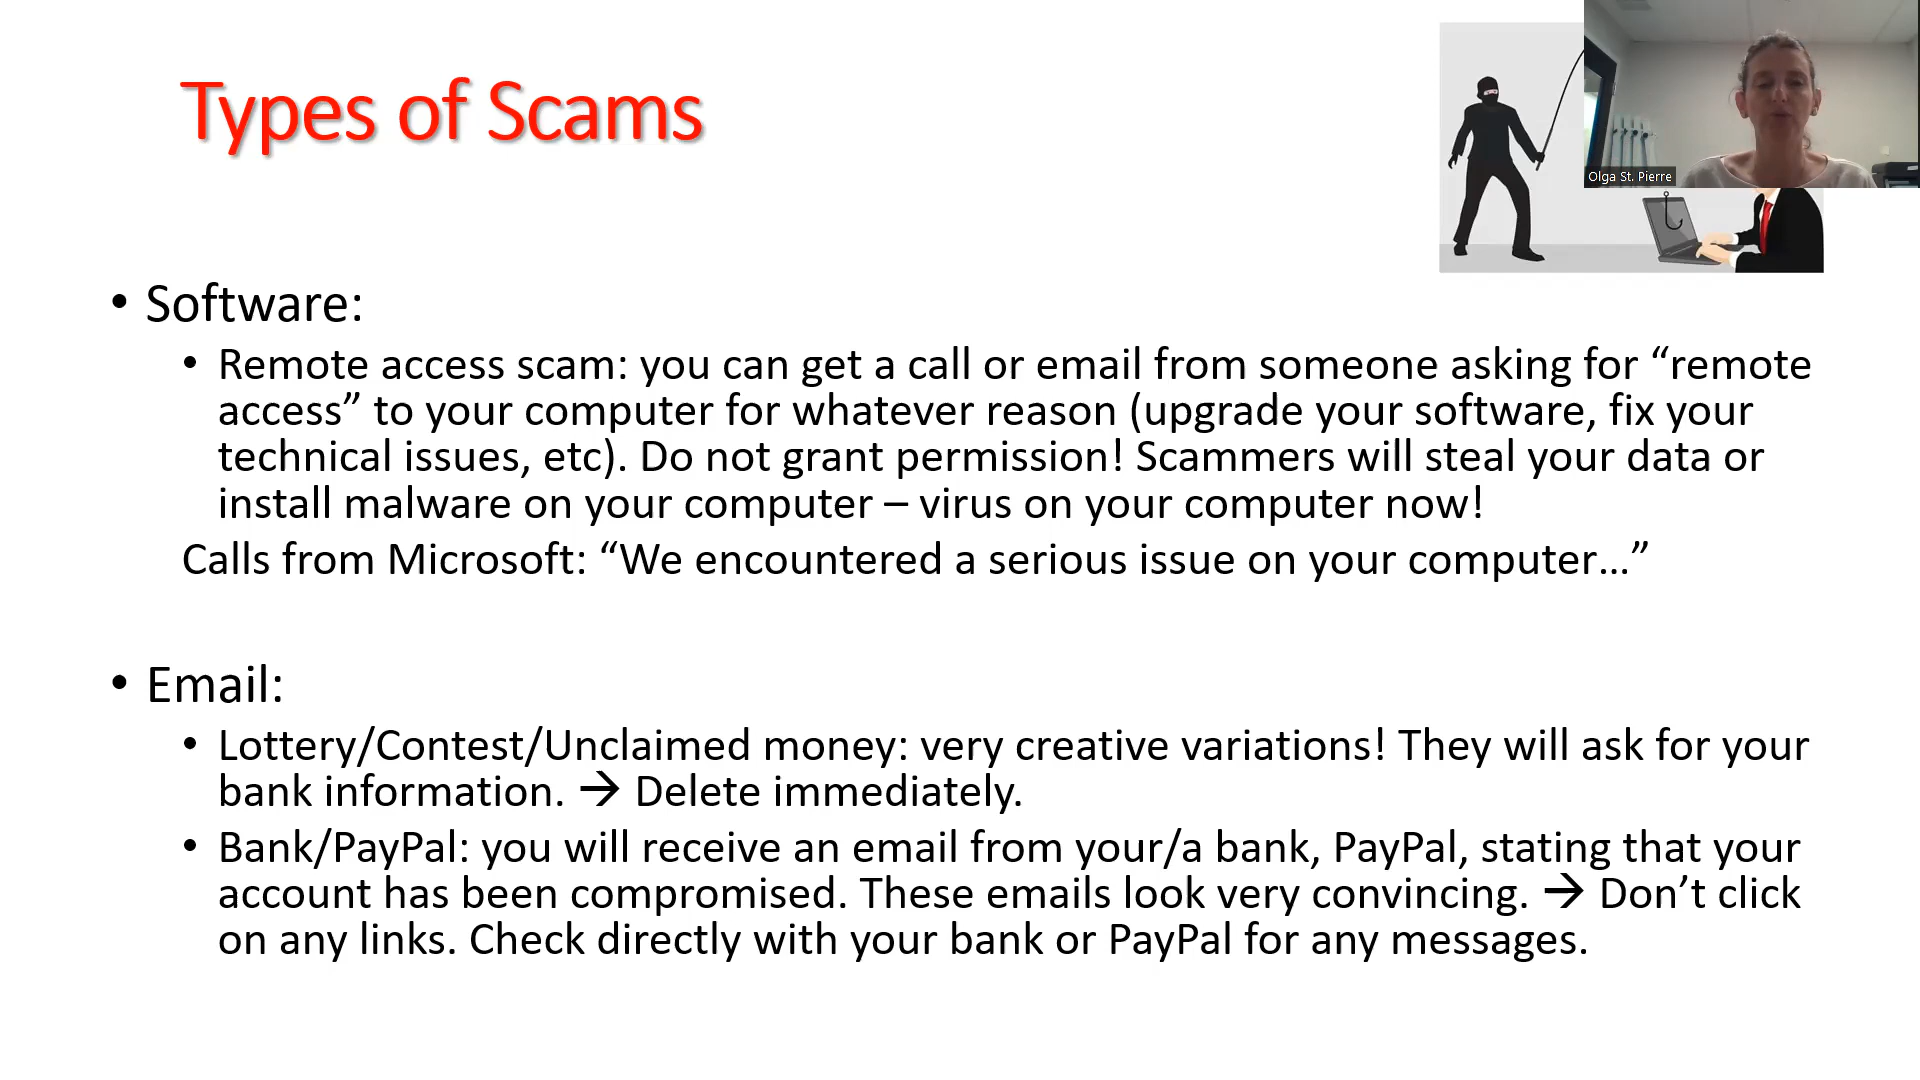 Types of Scams
Olga St. Pierre
• Software:
• Remote access scam: you can get a call or email from someone asking for “remote
access” to your computer for whatever reason (upgrade your software, fix your
technical issues, etc). Do not grant permission! Scammers will steal your data or
install malware on your computer – virus on your computer now!
Calls from Microsoft: “We encountered a serious issue on your computer…”
• Email:
• Lottery/Contest/Unclaimed money: very creative variations! They will ask for your
bank information. → Delete immediately.
• Bank/PayPal: you will receive an email from your/a bank, PayPal, stating that your
account has been compromised. These emails look very convincing. → Don’t click
on any links. Check directly with your bank or PayPal for any messages.